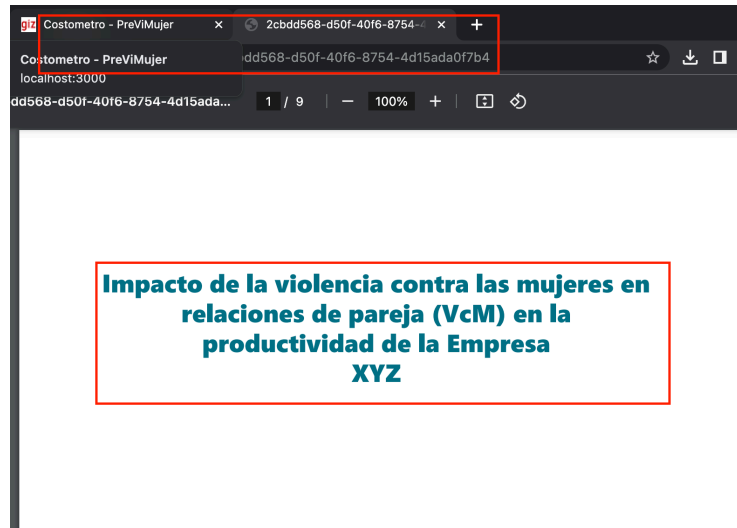 giz Costometro - PreViMujer
2cbdd568-d50f-40f6-8754-4
Costometro - PreViMujer
localhost:3000
dd568-d50f-40f6-8754-4d15ada0f7b4
dd568-d50f-40f6-8754-4d15ada...
1 / 9
100%
Impacto de la violencia contra las mujeres en
relaciones de pareja (VcM) en la
productividad de la Empresa
XYZ